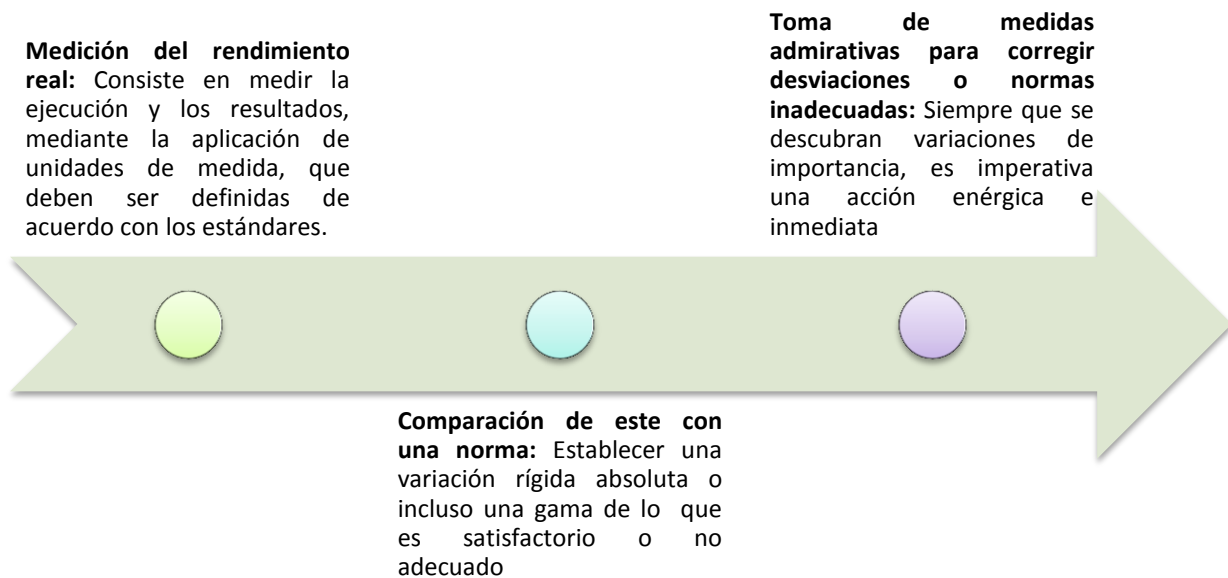 Medición del rendimiento
real: Consiste en medir la
ejecución y los resultados,
mediante la aplicación de
unidades de medida, que
deben ser definidas de
acuerdo con los estándares.
Comparación de este con
una norma: Establecer una
variación rígida absoluta o
incluso una gama de lo que
es satisfactorio o no
adecuado
Toma de medidas
admirativas para corregir
desviaciones o normas
inadecuadas: Siempre que se
descubran variaciones de
importancia, es imperativa
una acción enérgica e
inmediata